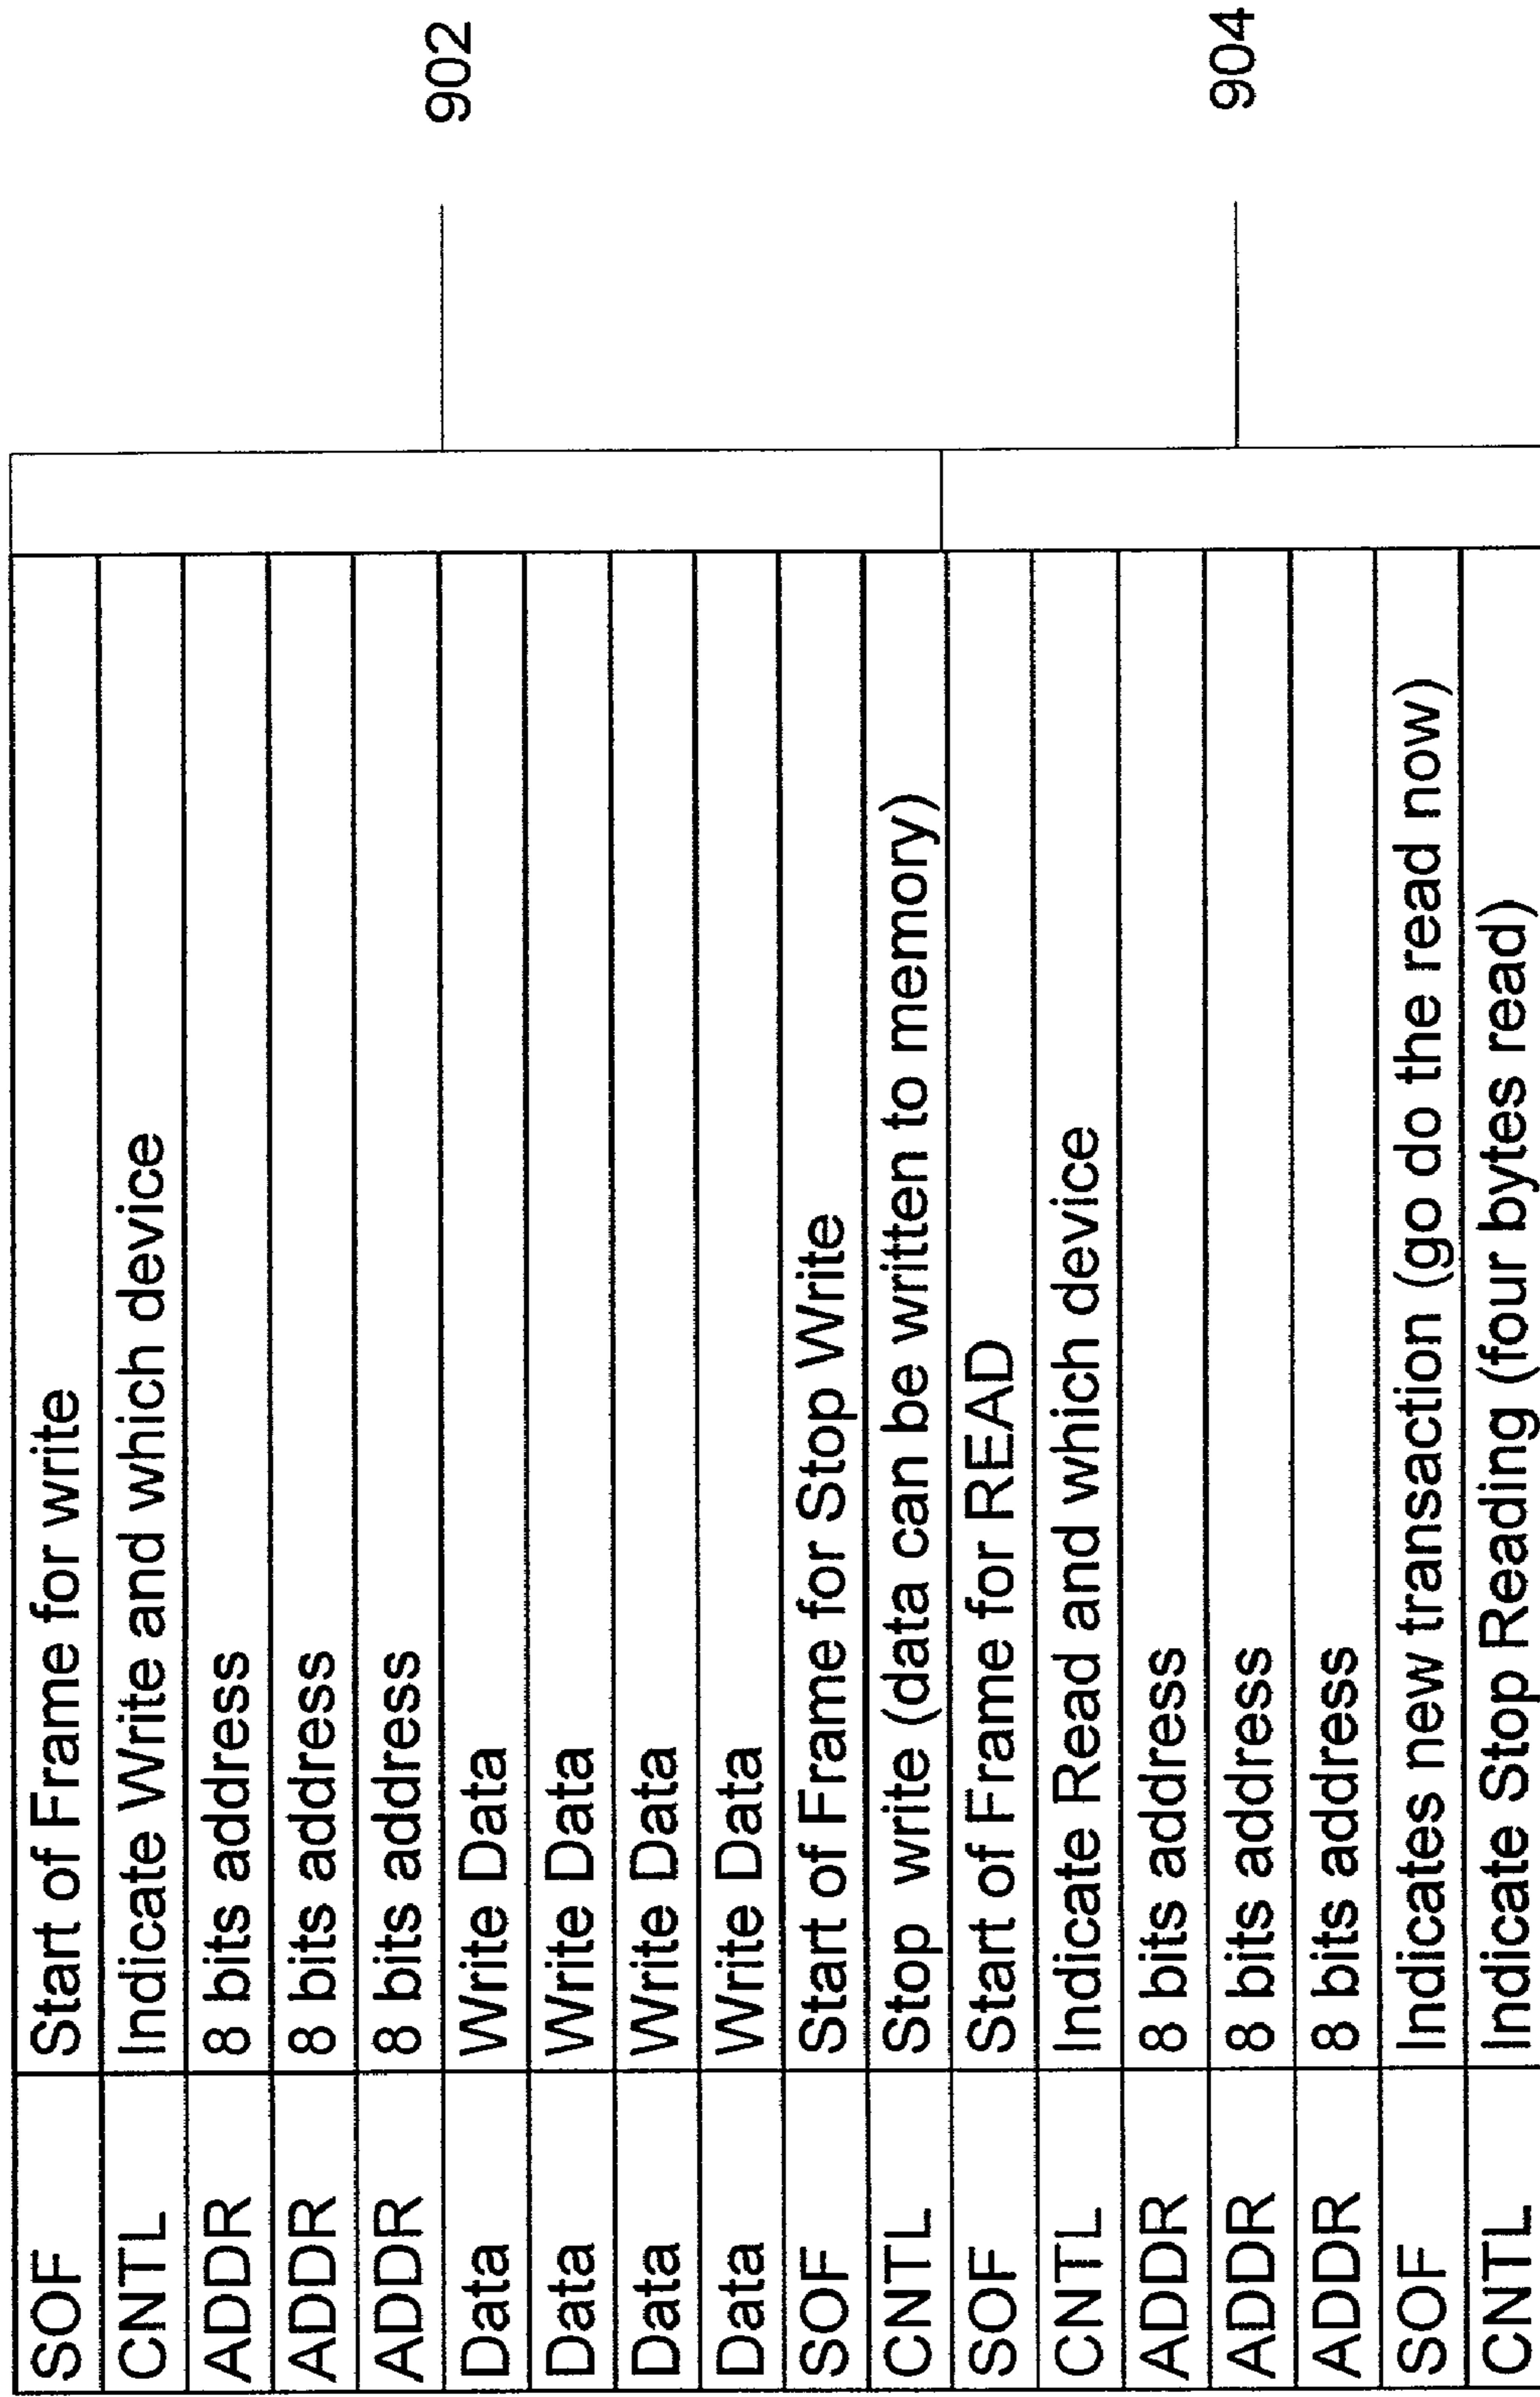 SOF Start of Frame for write
CNTL Indicate Write and which device
ADDR 8 bits address
ADDR 8 bits address
ADDR 8 bits address
Data Write Data
Data Write Data
Data Write Data
Data Write Data
SOF Start of Frame for Stop Write
CNTL Stop write (data can be written to memory)
SOF Start of Frame for READ
CNTL Indicate Read and which device
ADDR 8 bits address
ADDR 8 bits address
ADDR 8 bits address
SOF Indicates new transaction (go do the read now)
CNTL Indicate Stop Reading (four bytes read)
902
904